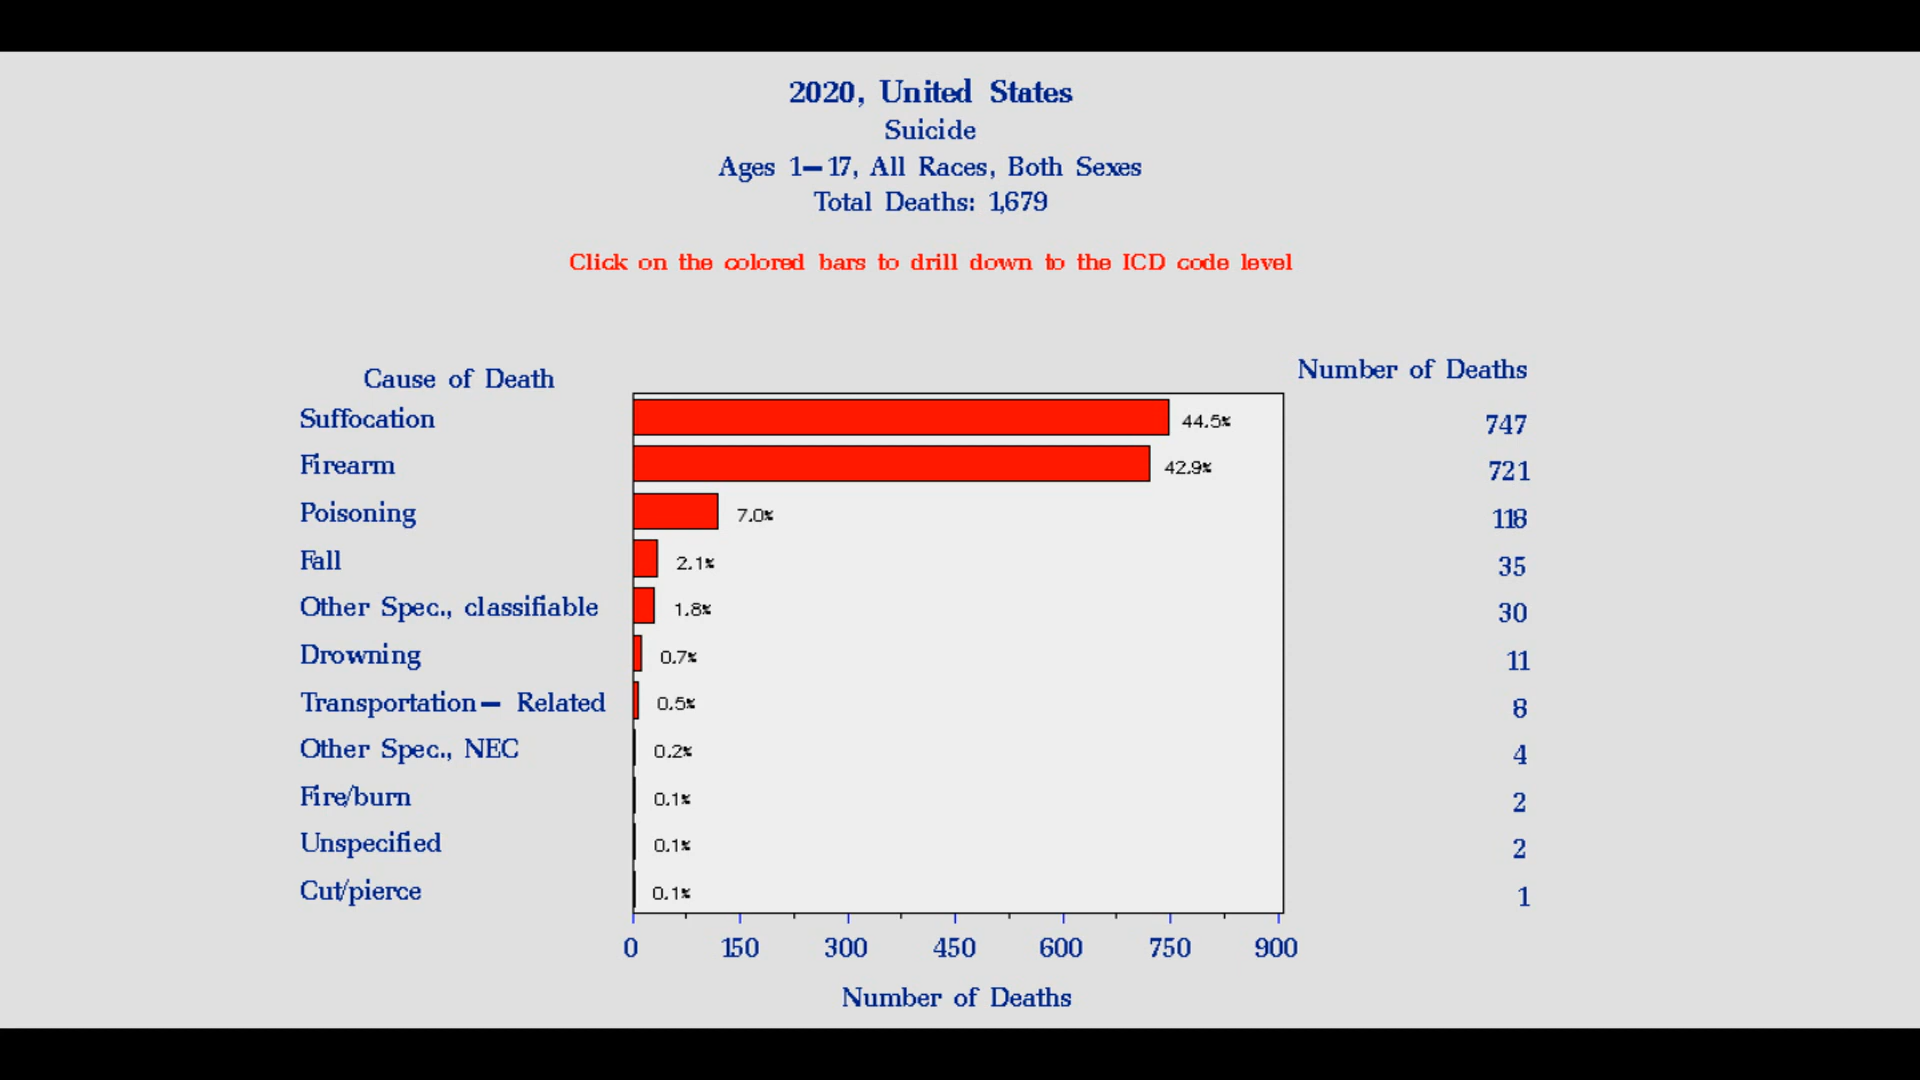 2020, United States
Suicide
Ages 1—17, All Races, Both Sexes
Total Deaths: 1,679
Click on the colored bars to drill down to the ICD code level
Cause of Death Number of Deaths
Suffocation 44.5% 747
Firearm 42.9% 721
Poisoning 7.0% 118
Fall 2.1% 35
Other Spec., classifiable 1.8% 30
Drowning 0.7% 11
Transportation— Related 0.5% 8
Other Spec., NEC 0.2% 4
Fire/burn 0.1% 2
Unspecified 0.1% 2
Cut/pierce 0.1% 1
0 150 300 450 600 750 900
Number of Deaths